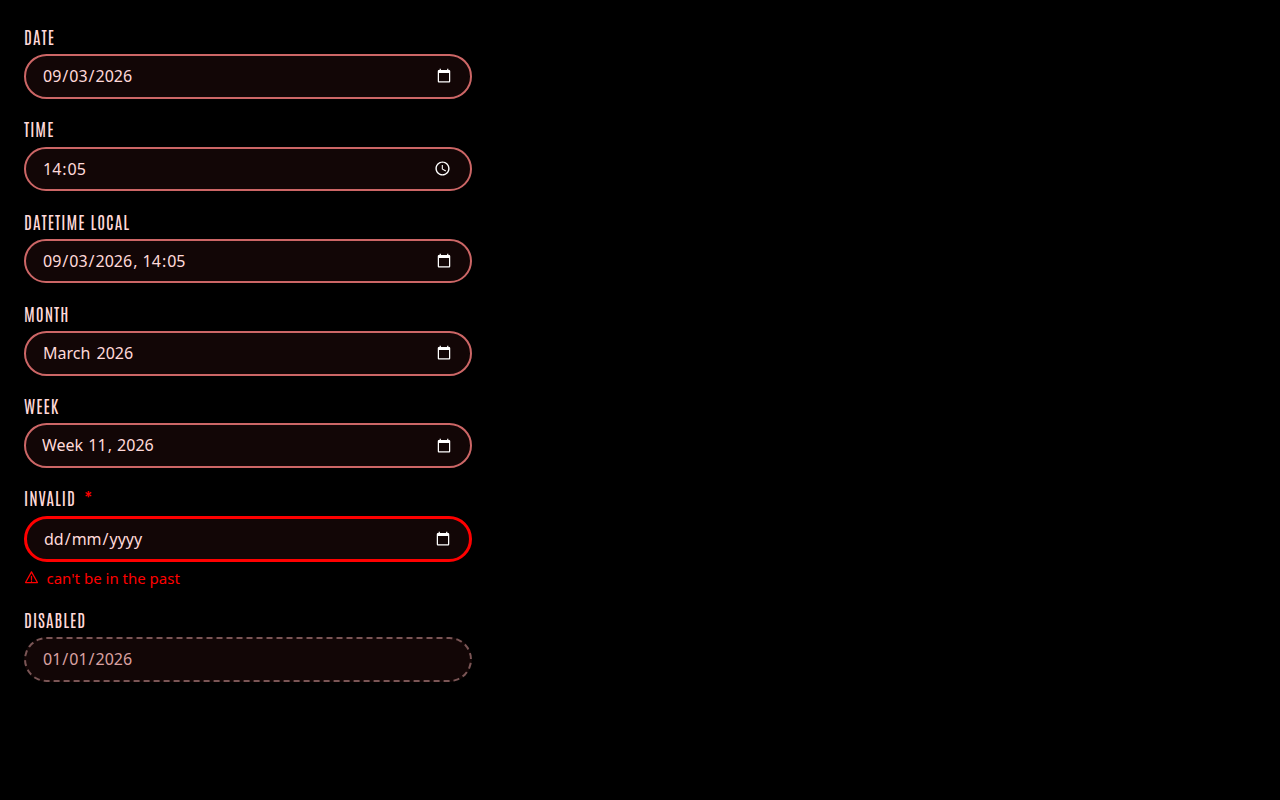 DATE
09/03/2026
TIME
14:05
DATETIME LOCAL
09/03/2026, 14:05
MONTH
March 2026
WEEK
Week 11, 2026
INVALID *
dd/mm/yyyy
can't be in the past
DISABLED
01/01/2026